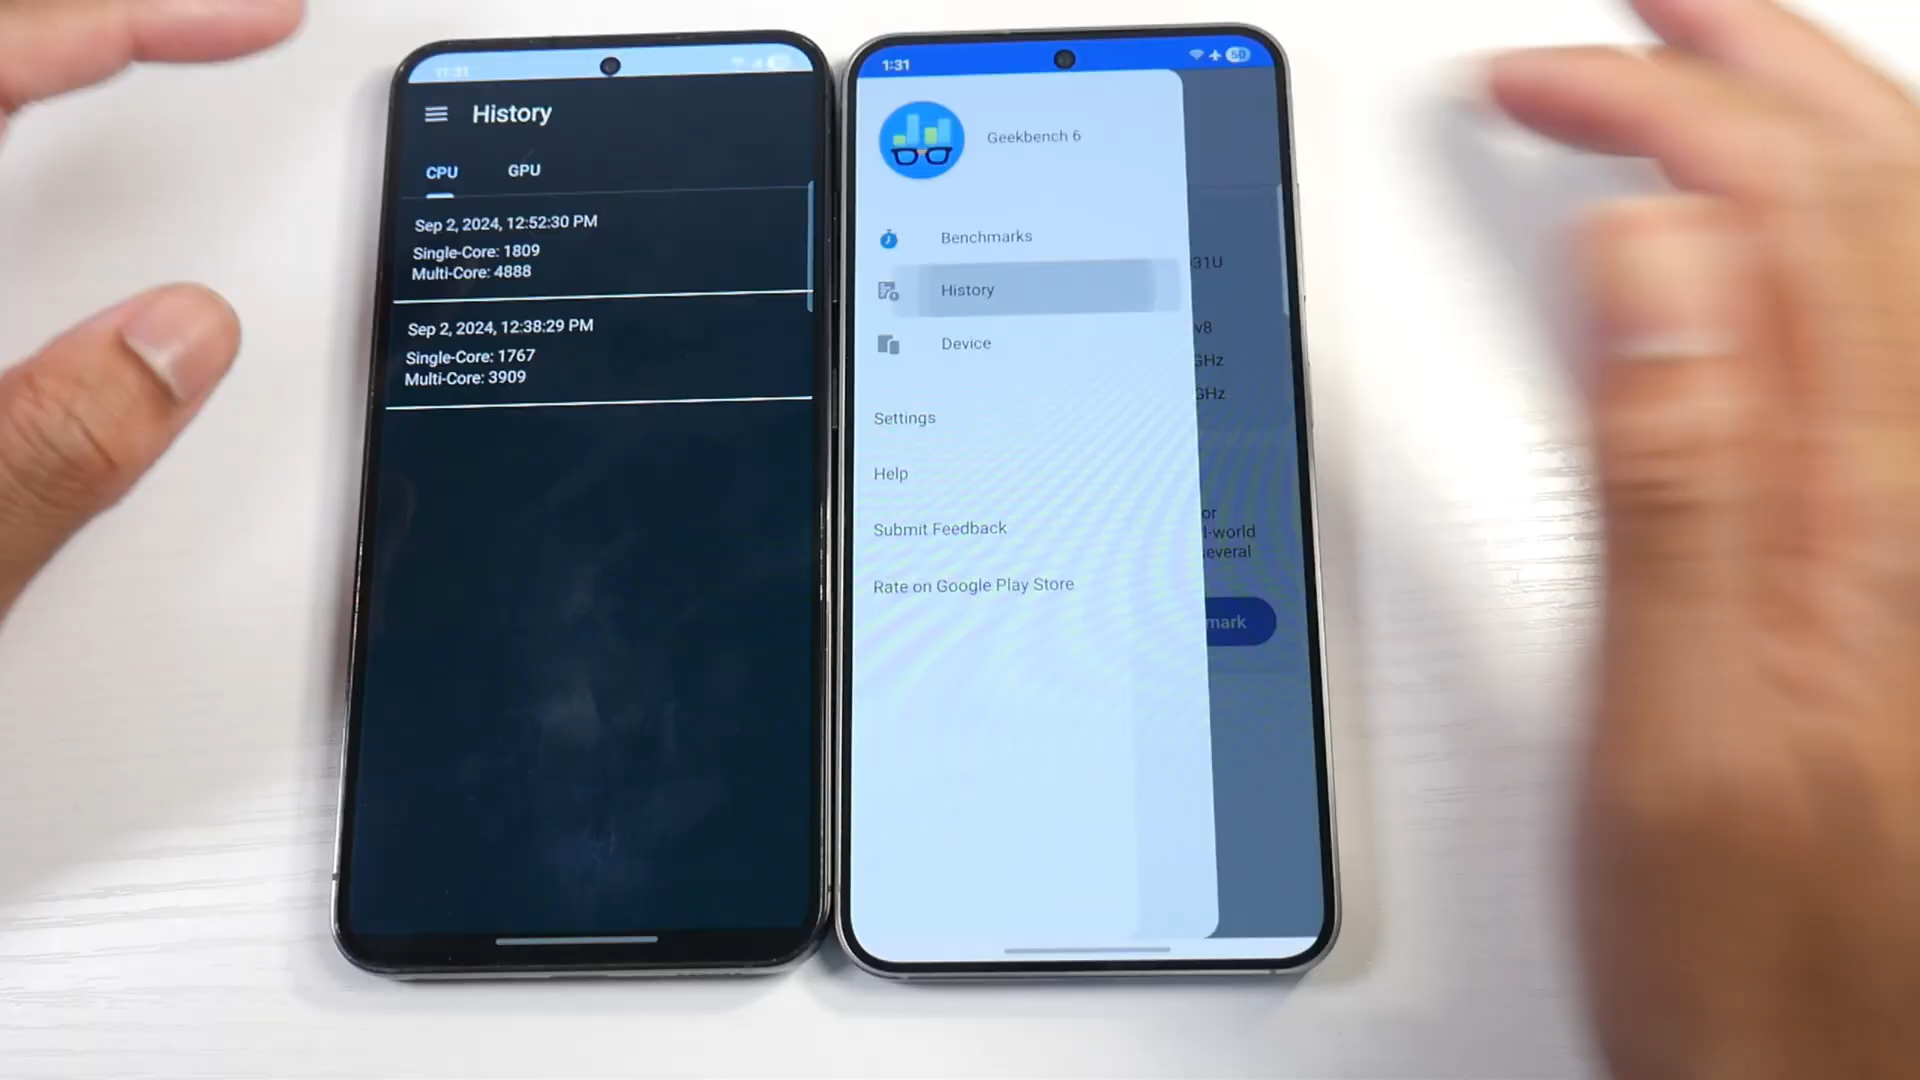 11:31
History
CPU
GPU
Sep 2, 2024, 12:52:30 PM
Single-Core: 1809
Multi-Core: 4888
Sep 2, 2024, 12:38:29 PM
Single-Core: 1767
Multi-Core: 3909
1:31
50
Geekbench 6
Benchmarks
History
Device
Settings
Help
Submit Feedback
Rate on Google Play Store
31U
v8
GHz
GHz
or
l-world
several
mark